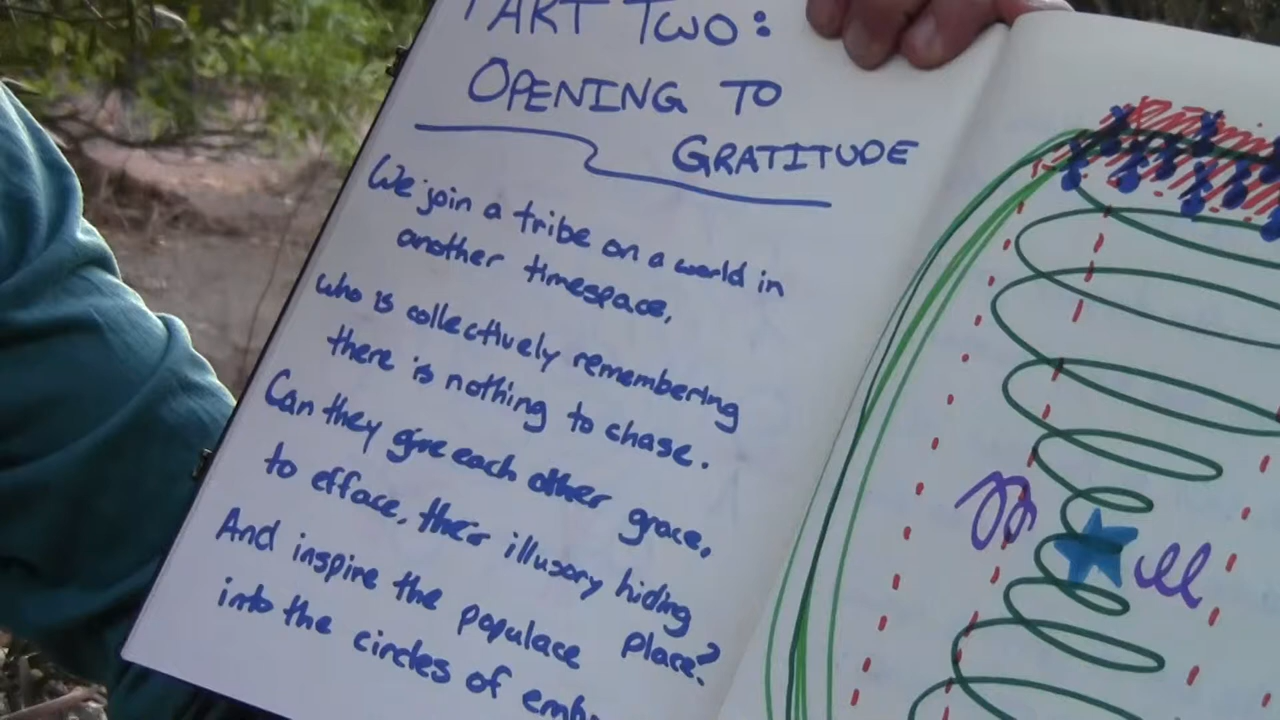 PART TWO:
OPENING TO
GRATITUDE
We join a tribe on a world in
another timespace,
who is collectively remembering
there is nothing to chase.
Can they give each other grace,
to efface, their illusory hiding
place?
And inspire the populace
into the circles of